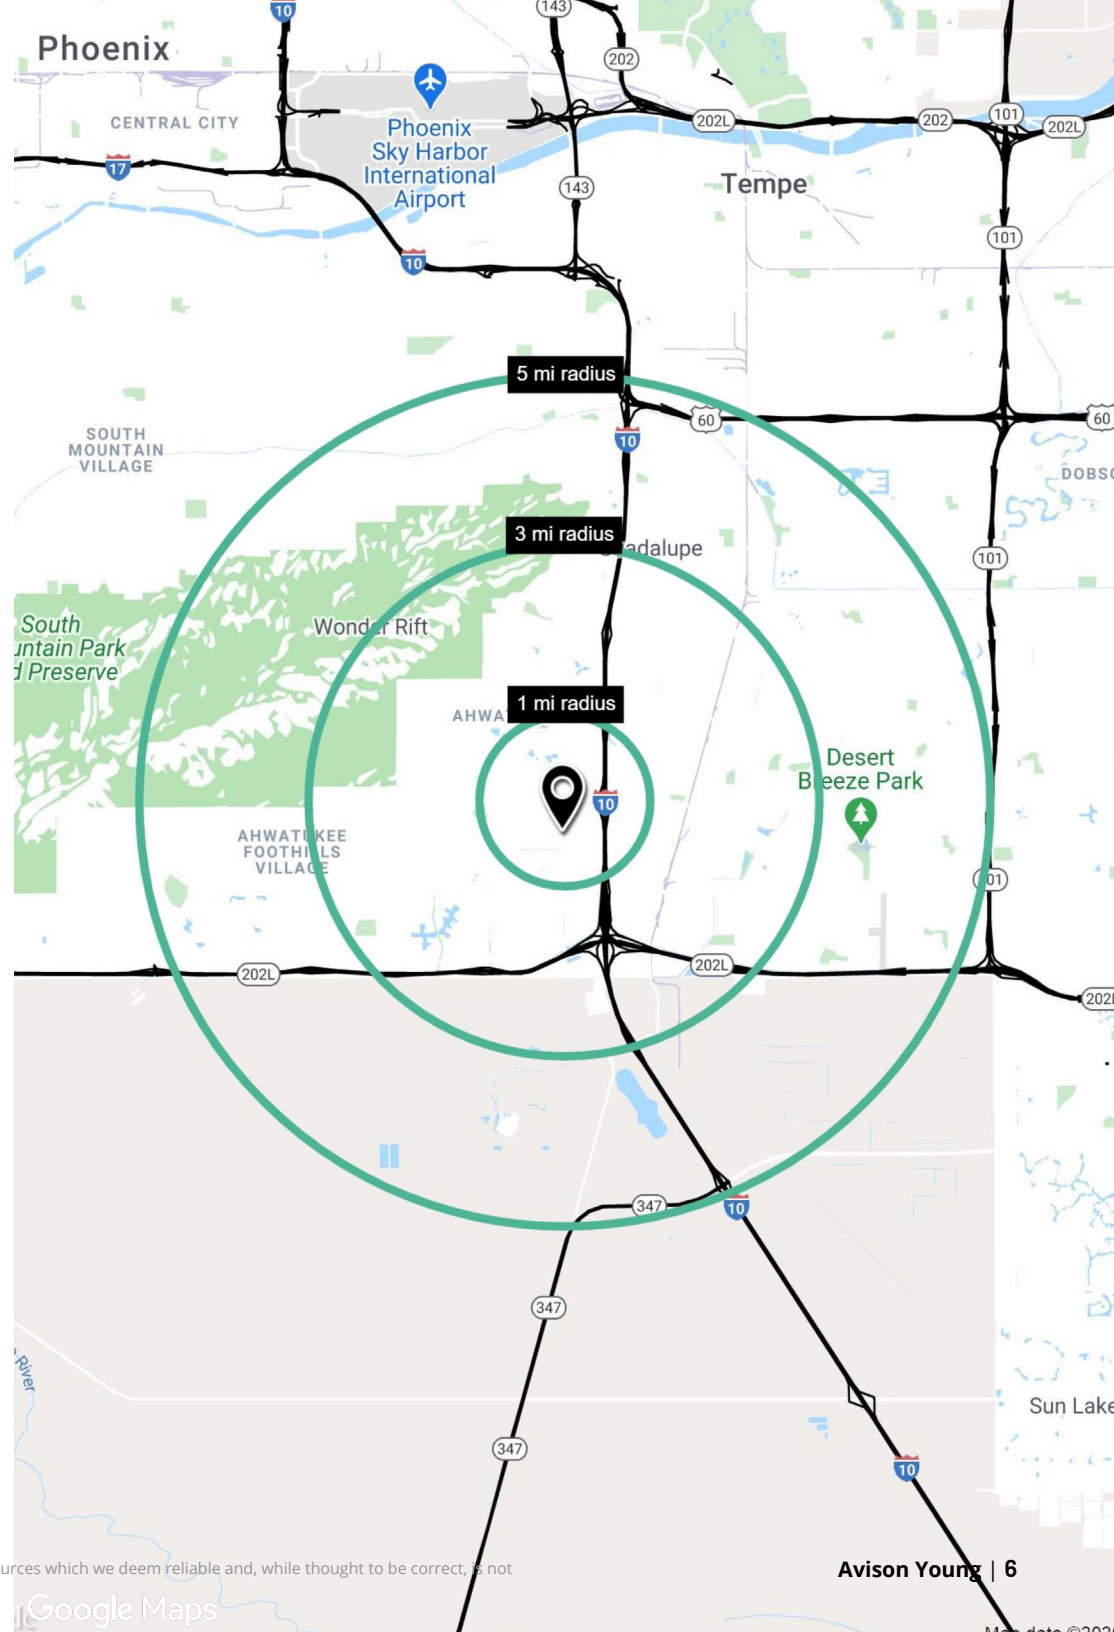 10
143
Phoenix
202
CENTRAL CITY
Phoenix
Sky Harbor
International
Airport
202L
202
101
202L
17
143
Tempe
101
10
5 mi radius
60
60
10
SOUTH
MOUNTAIN
VILLAGE
DOBSO
3 mi radius
adalupe
101
South
untain Park
d Preserve
Wonder Rift
1 mi radius
AHWA
10
Desert
Breeze Park
AHWATUKEE
FOOTHILLS
VILLAGE
101
202L
202L
202L
347
10
347
River
Sun Lake
347
10
urces which we deem reliable and, while thought to be correct, is not
Avison Young | 6
Google Maps